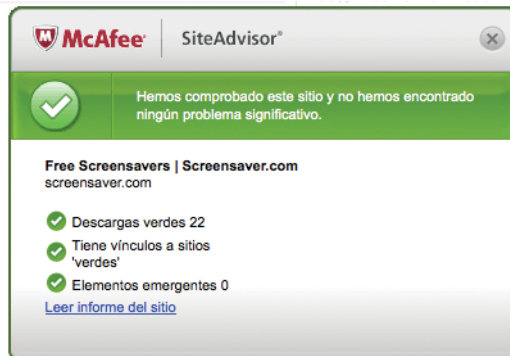 McAfee® SiteAdvisor®
Hemos comprobado este sitio y no hemos encontrado
ningún problema significativo.
Free Screensavers | Screensaver.com
screensaver.com
Descargas verdes 22
Tiene vínculos a sitios
'verdes'
Elementos emergentes 0
Leer informe del sitio